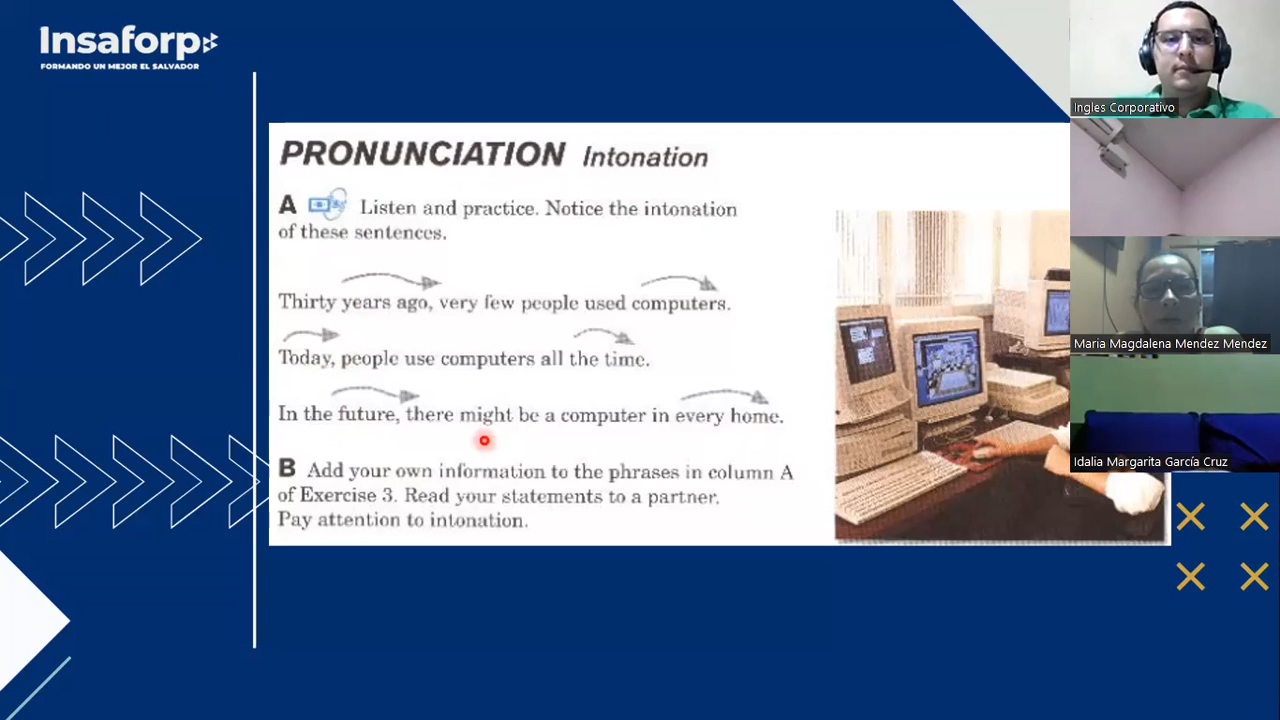 Insaforp
FORMANDO UN MEJOR EL SALVADOR
PRONUNCIATION Intonation
A Listen and practice. Notice the intonation
of these sentences.
Thirty years ago, very few people used computers.
Today, people use computers all the time.
In the future, there might be a computer in every home.
B Add your own information to the phrases in column A
of Exercise 3. Read your statements to a partner.
Pay attention to intonation.
Ingles Corporativo
Maria Magdalena Mendez Mendez
Idalia Margarita García Cruz